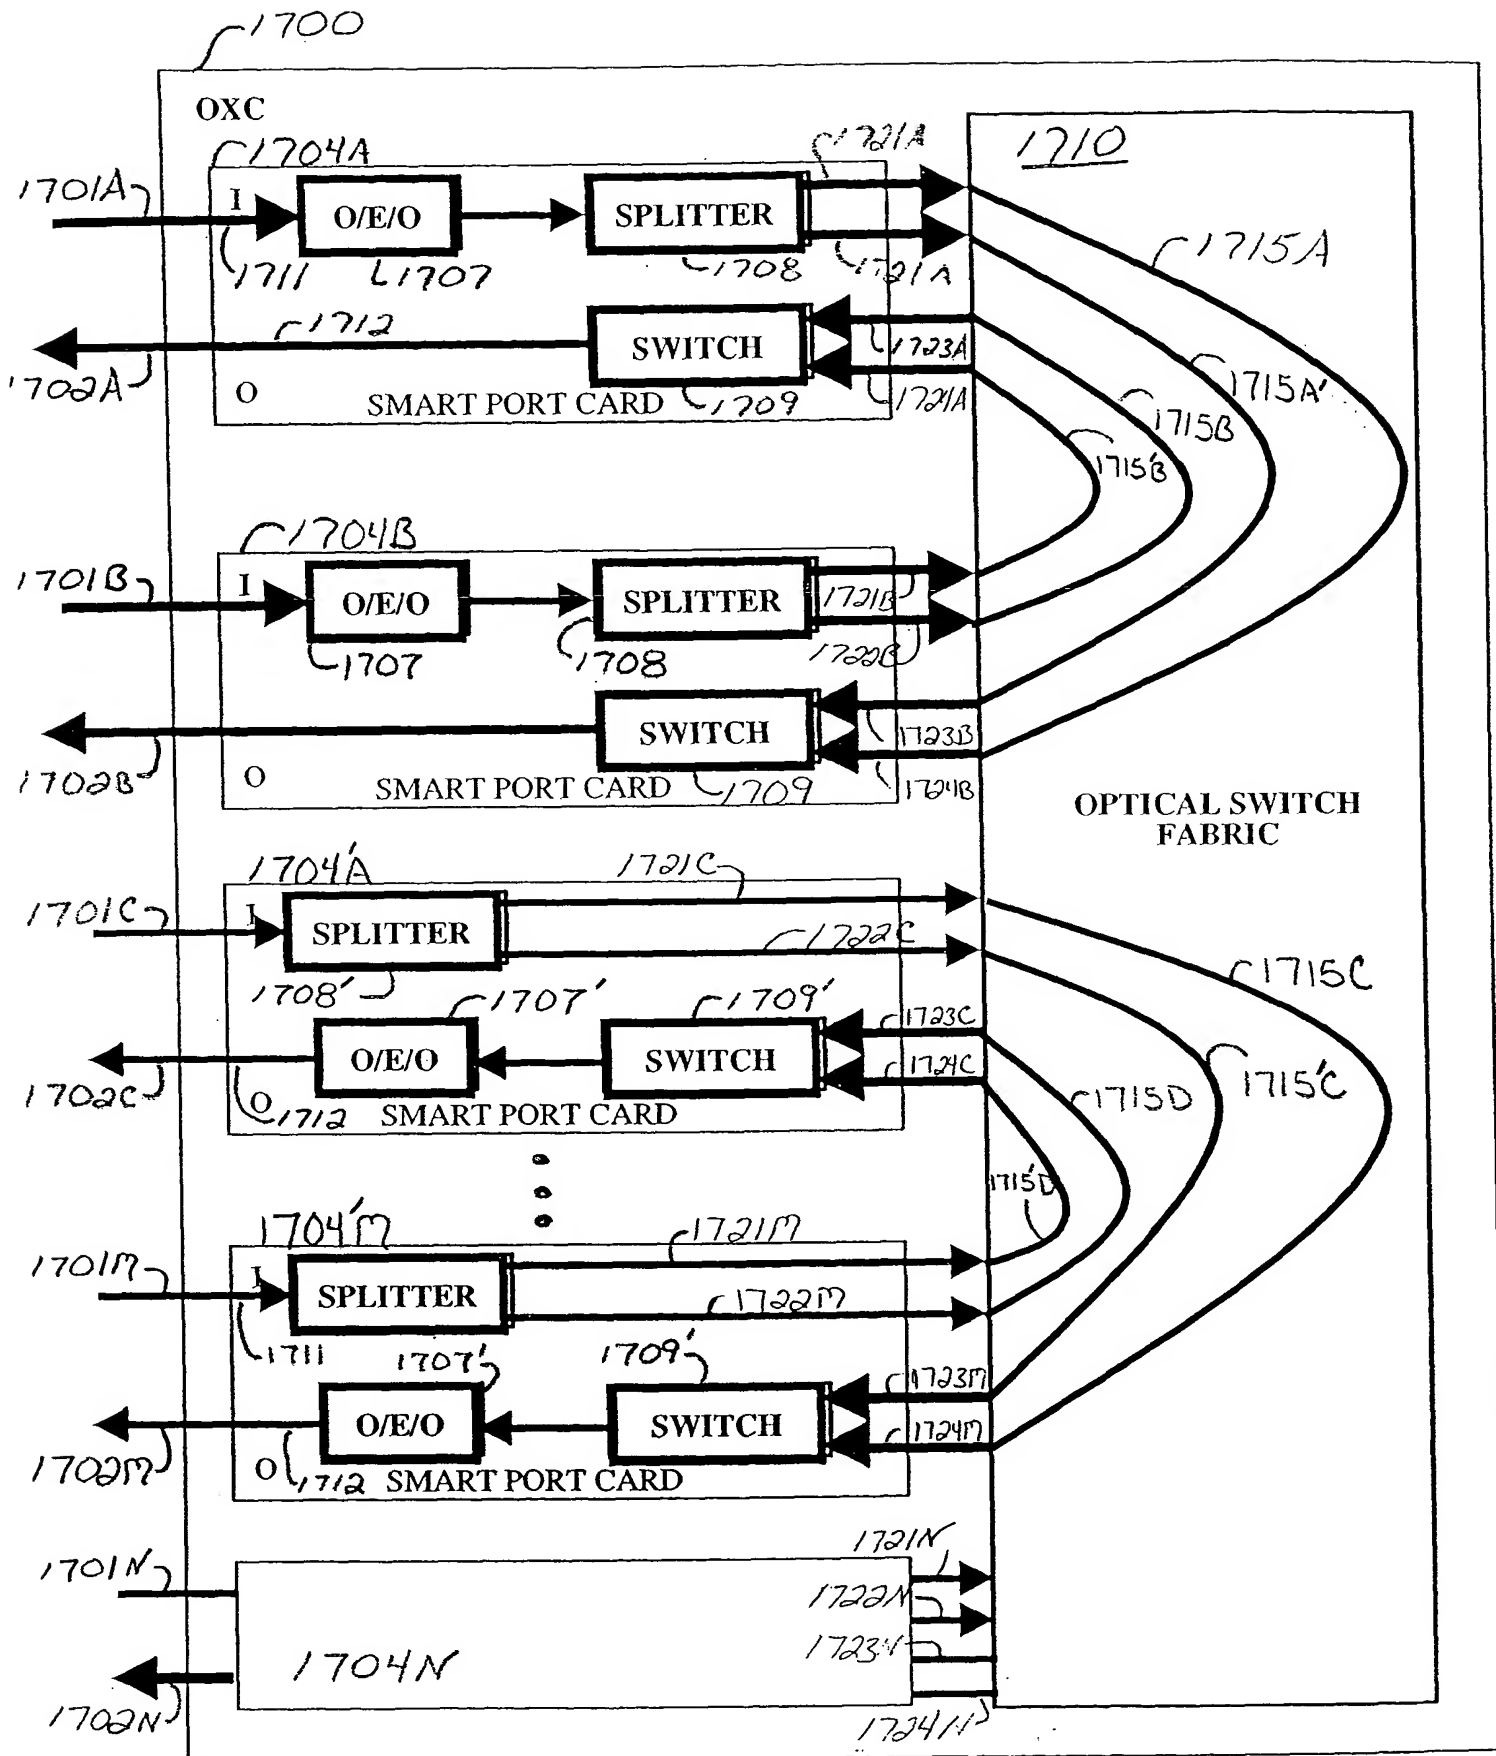 1700
OXC
1704A
1721A
1710
1701A
I
O/E/O
SPLITTER
1711
1707
1708
1721A
1715A
1712
SWITCH
1723A
1702A
O
SMART PORT CARD
1709
1724A
1715A'
1715B
1715'B
1704B
1701B
I
O/E/O
SPLITTER
1721B
1707
1708
1722B
SWITCH
1723B
1702B
O
SMART PORT CARD
1709
1724B
OPTICAL SWITCH
FABRIC
1704'A
1721C
1701C
I
SPLITTER
1722C
1708'
1707'
1709'
1715C
1723C
O/E/O
SWITCH
1724C
1702C
O
1712
SMART PORT CARD
1715D
1715'C
1715'D
1704'M
1721M
1701M
I
SPLITTER
1722M
1711
1707'
1709'
1723M
O/E/O
SWITCH
1724M
1702M
O
1712
SMART PORT CARD
1721N
1701N
1722N
1723N
1704N
1702N
1724N